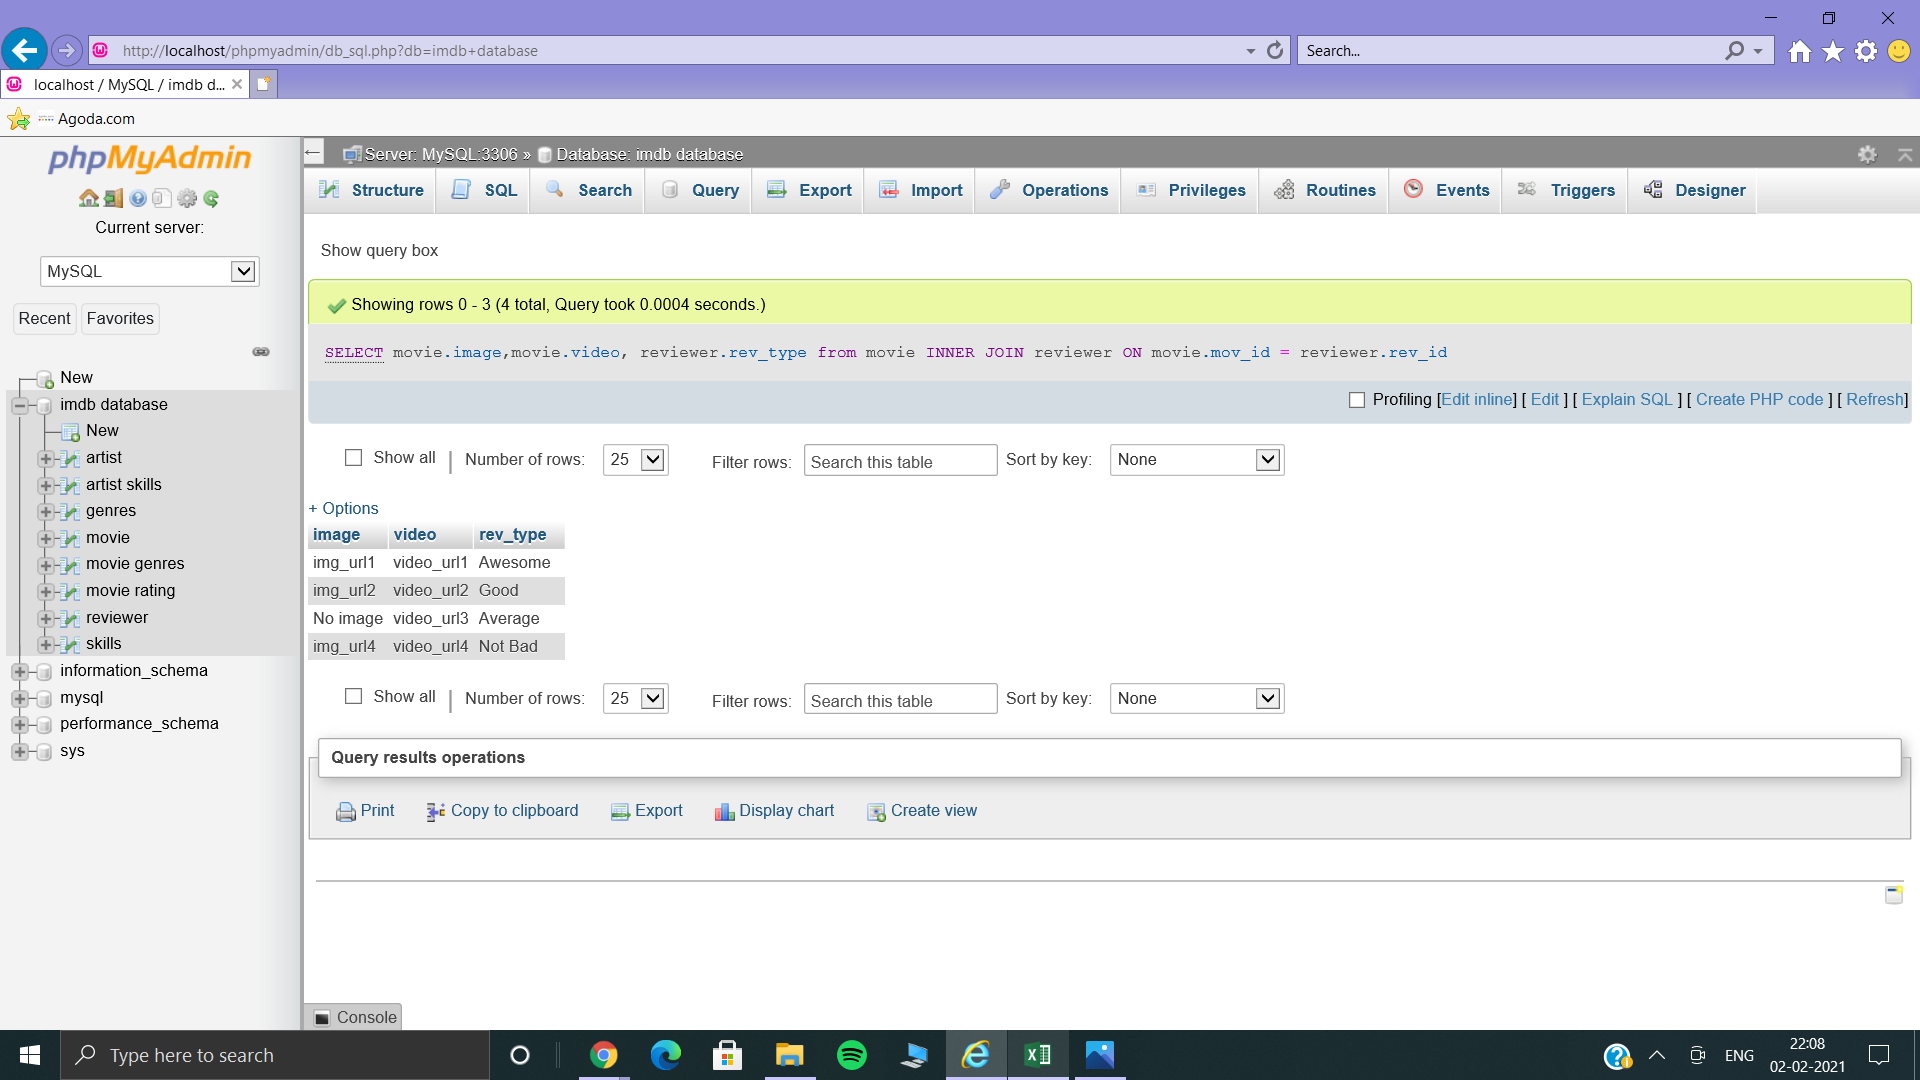 http://localhost/phpmyadmin/db_sql.php?db=imdb+database
Search...
localhost / MySQL / imdb d...
Agoda.com
phpMyAdmin
Current server:
MySQL
Recent Favorites
New
imdb database
New
artist
artist skills
genres
movie
movie genres
movie rating
reviewer
skills
information_schema
mysql
performance_schema
sys
Server: MySQL:3306 » Database: imdb database
Structure SQL Search Query Export Import Operations Privileges Routines Events Triggers Designer
Show query box
Showing rows 0 - 3 (4 total, Query took 0.0004 seconds.)
SELECT movie.image,movie.video, reviewer.rev_type from movie INNER JOIN reviewer ON movie.mov_id = reviewer.rev_id
Profiling [Edit inline] [ Edit ] [ Explain SQL ] [ Create PHP code ] [ Refresh]
Show all | Number of rows: 25 Filter rows: Search this table Sort by key: None
+ Options
image video rev_type
img_url1 video_url1 Awesome
img_url2 video_url2 Good
No image video_url3 Average
img_url4 video_url4 Not Bad
Show all | Number of rows: 25 Filter rows: Search this table Sort by key: None
Query results operations
Print Copy to clipboard Export Display chart Create view
Console
Type here to search
ENG
22:08
02-02-2021